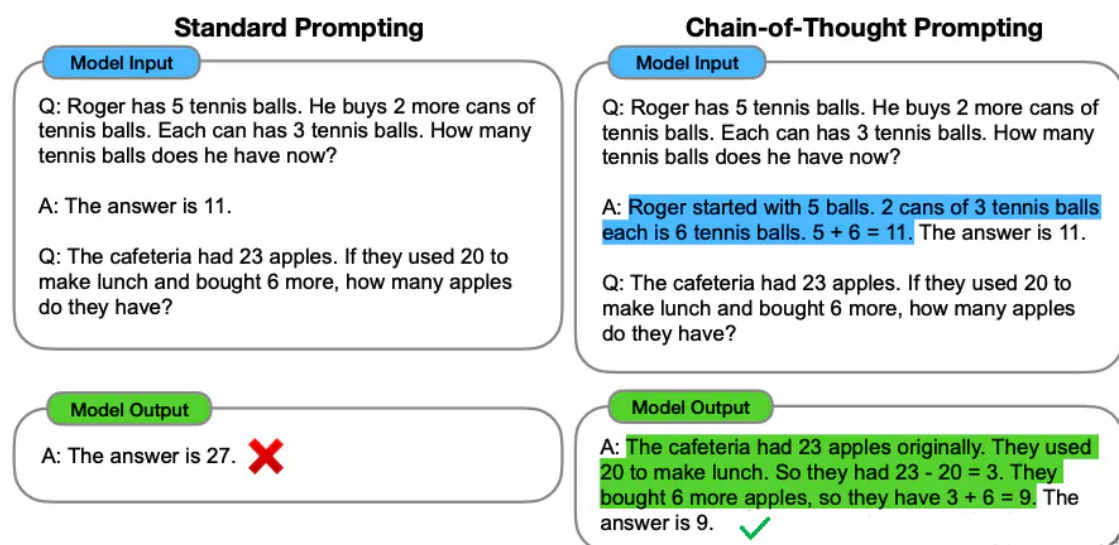 Standard Prompting
Model Input
Q: Roger has 5 tennis balls. He buys 2 more cans of
tennis balls. Each can has 3 tennis balls. How many
tennis balls does he have now?
A: The answer is 11.
Q: The cafeteria had 23 apples. If they used 20 to
make lunch and bought 6 more, how many apples
do they have?
Model Output
A: The answer is 27.
Chain-of-Thought Prompting
Model Input
Q: Roger has 5 tennis balls. He buys 2 more cans of
tennis balls. Each can has 3 tennis balls. How many
tennis balls does he have now?
A: Roger started with 5 balls. 2 cans of 3 tennis balls
each is 6 tennis balls. 5 + 6 = 11. The answer is 11.
Q: The cafeteria had 23 apples. If they used 20 to
make lunch and bought 6 more, how many apples
do they have?
Model Output
A: The cafeteria had 23 apples originally. They used
20 to make lunch. So they had 23 - 20 = 3. They
bought 6 more apples, so they have 3 + 6 = 9. The
answer is 9.